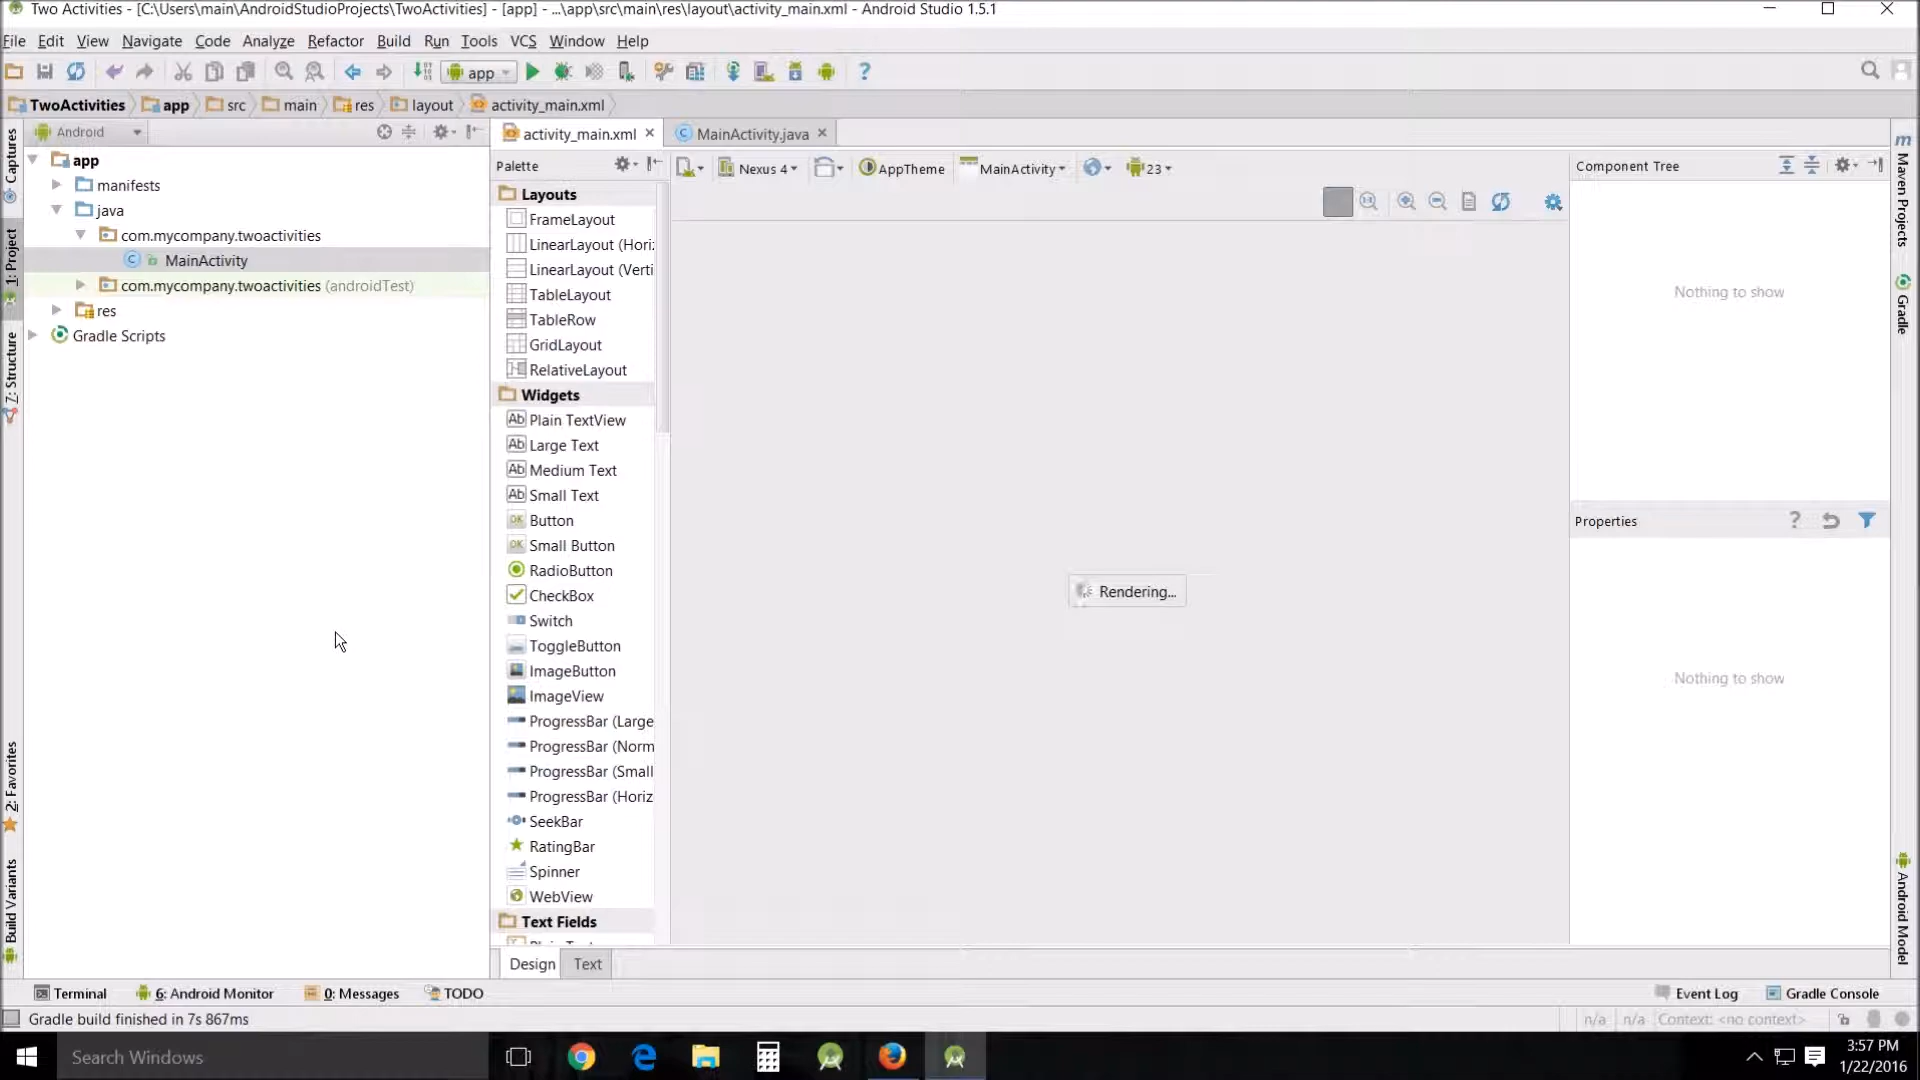 Two Activities - [C:\Users\main\AndroidStudioProjects\TwoActivities] - [app] - ...\app\src\main\res\layout\activity_main.xml - Android Studio 1.5.1
File Edit View Navigate Code Analyze Refactor Build Run Tools VCS Window Help
app
TwoActivities app src main res layout activity_main.xml
Android
activity_main.xml
MainActivity.java
Captures
1: Project
7: Structure
2: Favorites
Build Variants
app
manifests
java
com.mycompany.twoactivities
MainActivity
com.mycompany.twoactivities (androidTest)
res
Gradle Scripts
Palette
Layouts
FrameLayout
LinearLayout (Hori
LinearLayout (Verti
TableLayout
TableRow
GridLayout
RelativeLayout
Widgets
Plain TextView
Large Text
Medium Text
Small Text
Button
Small Button
RadioButton
CheckBox
Switch
ToggleButton
ImageButton
ImageView
ProgressBar (Large
ProgressBar (Norm
ProgressBar (Small
ProgressBar (Horiz
SeekBar
RatingBar
Spinner
WebView
Text Fields
Nexus 4 AppTheme MainActivity 23
Rendering...
Component Tree
Nothing to show
Properties
Nothing to show
Maven Projects
Gradle
Android Model
Design Text
Terminal 6: Android Monitor 0: Messages TODO
Event Log Gradle Console
Gradle build finished in 7s 867ms
n/a n/a Context: <no context>
Search Windows
3:57 PM
1/22/2016